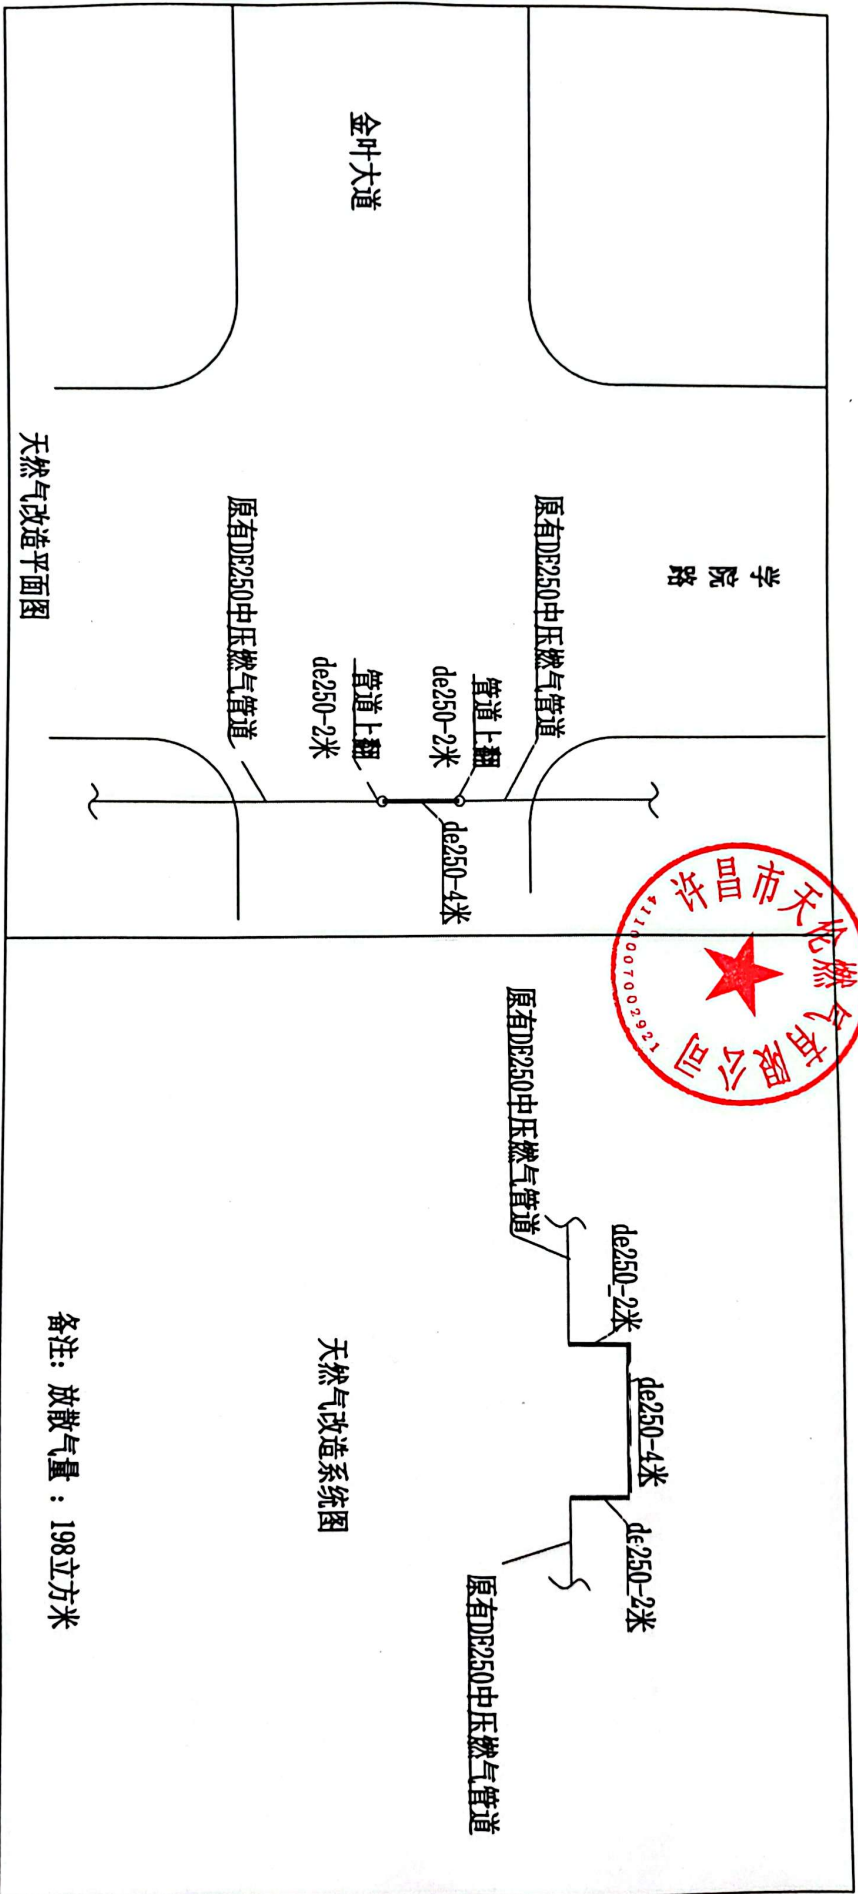 金叶大道
学院路
原有DE250中压燃气管道
管道上翻
de250-2米
管道上翻
de250-2米
de250-4米
原有DE250中压燃气管道
天然气改造平面图
许昌市天伦燃气有限公司
4110007002921
de250-2米
de250-4米
de250-2米
原有DE250中压燃气管道
原有DE250中压燃气管道
天然气改造系统图
备注：放散气量：198立方米